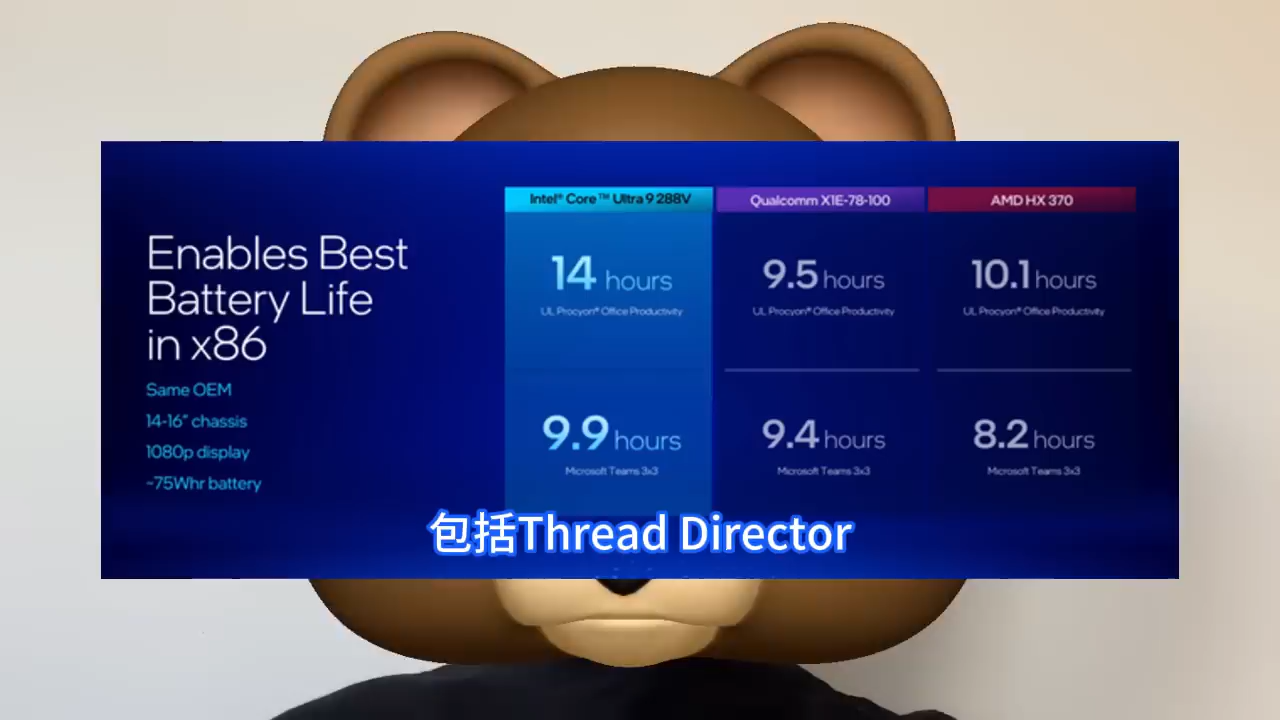 Enables Best
Battery Life
in x86
Same OEM
14-16" chassis
1080p display
~75Whr battery
Intel® Core™ Ultra 9 288V
Qualcomm X1E-78-100
AMD HX 370
14 hours
9.5 hours
10.1 hours
UL Procyon® Office Productivity
UL Procyon® Office Productivity
UL Procyon® Office Productivity
9.9 hours
9.4 hours
8.2 hours
Microsoft Teams 3x3
Microsoft Teams 3x3
Microsoft Teams 3x3
包括Thread Director